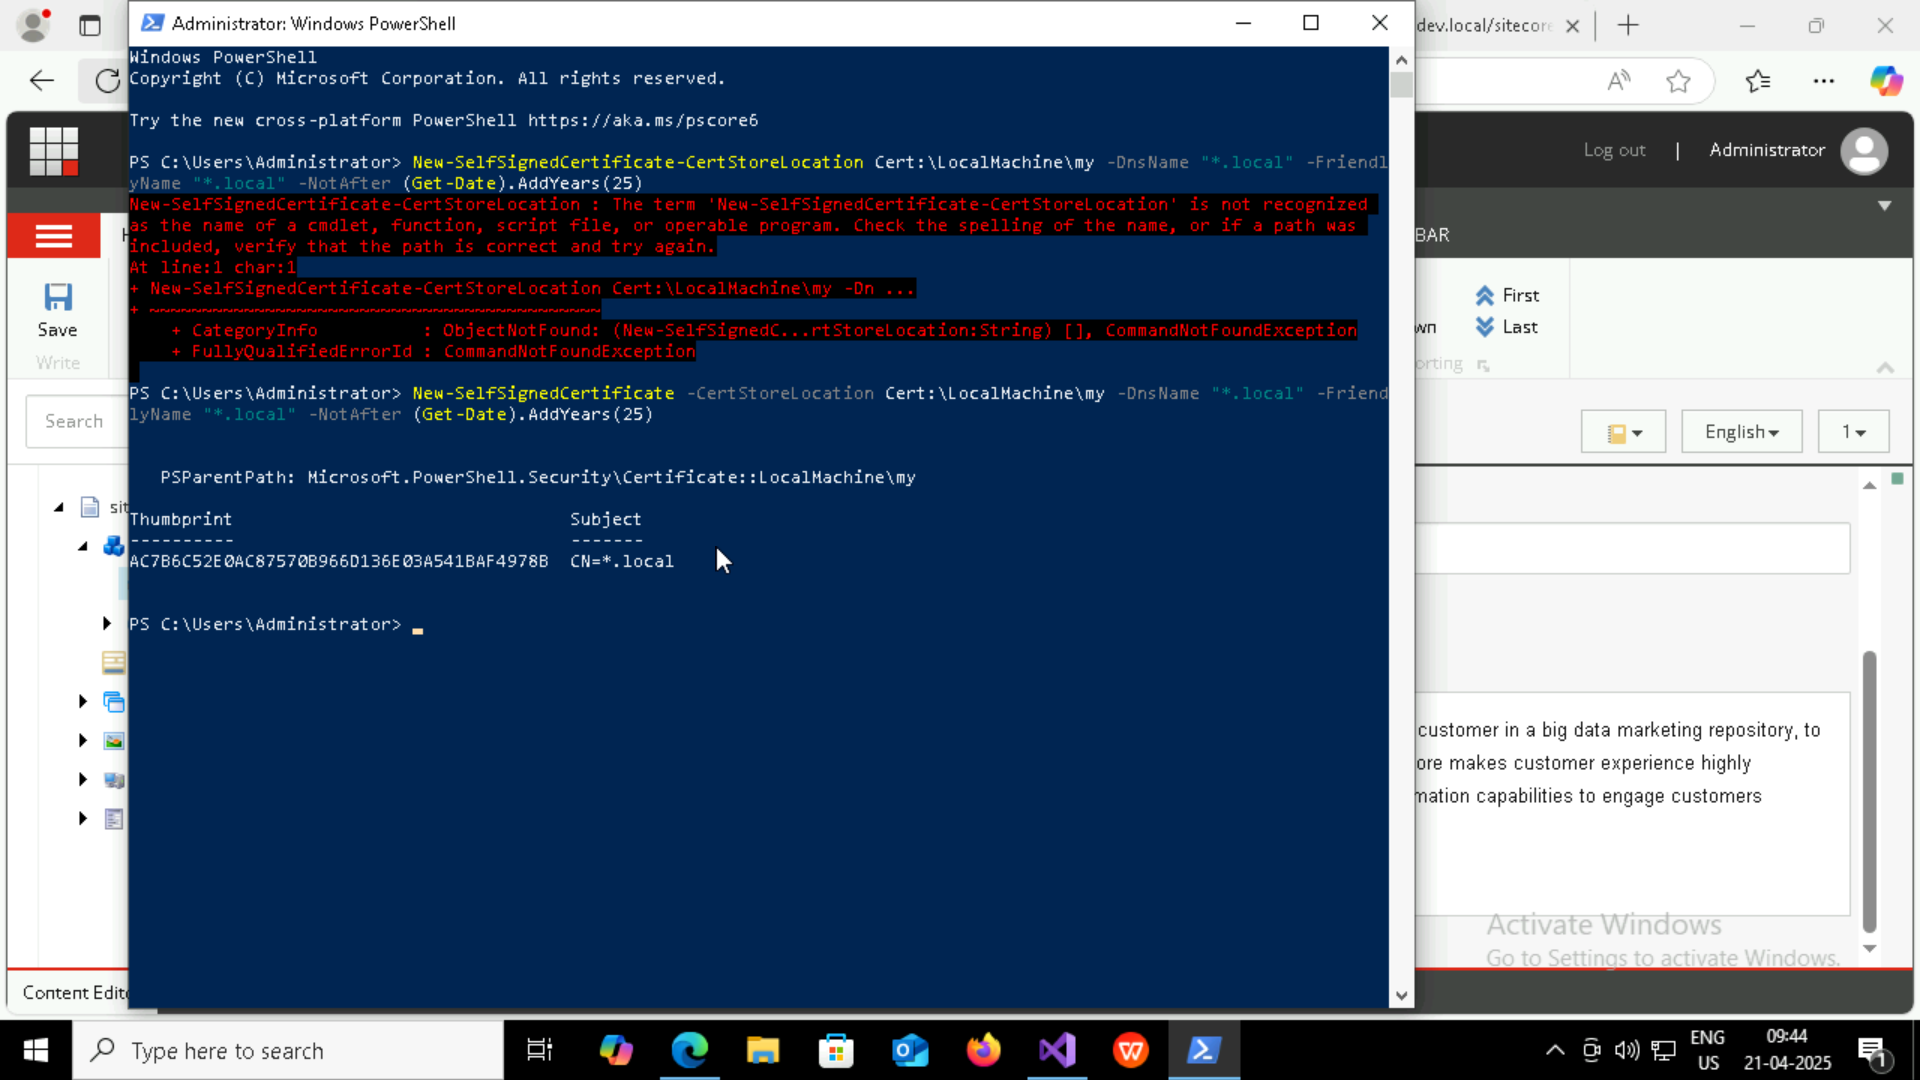 Administrator: Windows PowerShell
dev.local/sitecore
Windows PowerShell
Copyright (C) Microsoft Corporation. All rights reserved.
Try the new cross-platform PowerShell https://aka.ms/pscore6
PS C:\Users\Administrator> New-SelfSignedCertificate-CertStoreLocation Cert:\LocalMachine\my -DnsName "*.local" -Friendl
yName "*.local" -NotAfter (Get-Date).AddYears(25)
New-SelfSignedCertificate-CertStoreLocation : The term 'New-SelfSignedCertificate-CertStoreLocation' is not recognized
as the name of a cmdlet, function, script file, or operable program. Check the spelling of the name, or if a path was
included, verify that the path is correct and try again.
At line:1 char:1
+ New-SelfSignedCertificate-CertStoreLocation Cert:\LocalMachine\my -Dn ...
+ ~~~~~~~~~~~~~~~~~~~~~~~~~~~~~~~~~~~~~~~~~~~
+ CategoryInfo : ObjectNotFound: (New-SelfSignedC...rtStoreLocation:String) [], CommandNotFoundException
+ FullyQualifiedErrorId : CommandNotFoundException
PS C:\Users\Administrator> New-SelfSignedCertificate -CertStoreLocation Cert:\LocalMachine\my -DnsName "*.local" -Friend
lyName "*.local" -NotAfter (Get-Date).AddYears(25)
PSParentPath: Microsoft.PowerShell.Security\Certificate::LocalMachine\my
Thumbprint Subject
---------- -------
AC7B6C52E0AC87570B966D136E03A541BAF4978B CN=*.local
PS C:\Users\Administrator>
Log out | Administrator
BAR
First
wn Last
orting
Save
Write
Search
English 1
sit
customer in a big data marketing repository, to
ore makes customer experience highly
mation capabilities to engage customers
Activate Windows
Go to Settings to activate Windows.
Content Edit
Type here to search
ENG
US
09:44
21-04-2025
1